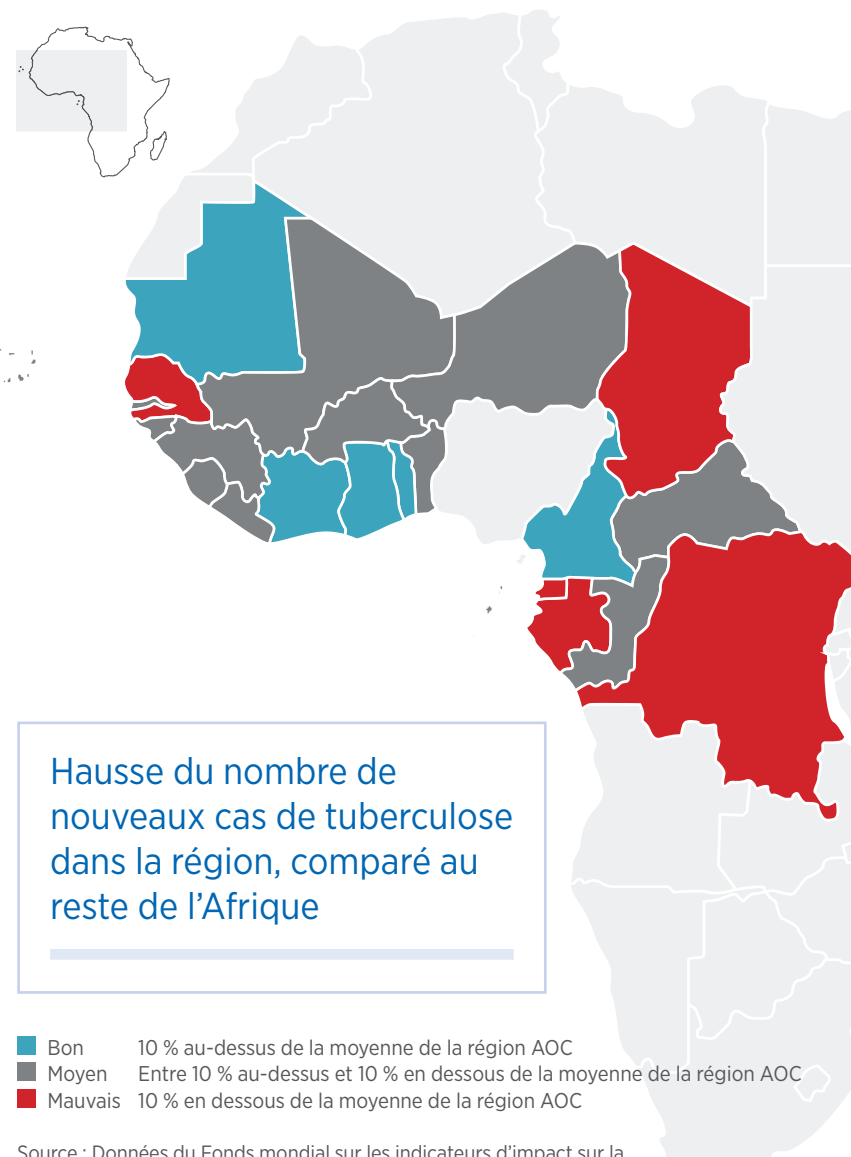 Hausse du nombre de
nouveaux cas de tuberculose
dans la région, comparé au
reste de l’Afrique
Bon 10 % au-dessus de la moyenne de la région AOC
Moyen Entre 10 % au-dessus et 10 % en dessous de la moyenne de la région AOC
Mauvais 10 % en dessous de la moyenne de la région AOC
Source : Données du Fonds mondial sur les indicateurs d’impact sur la